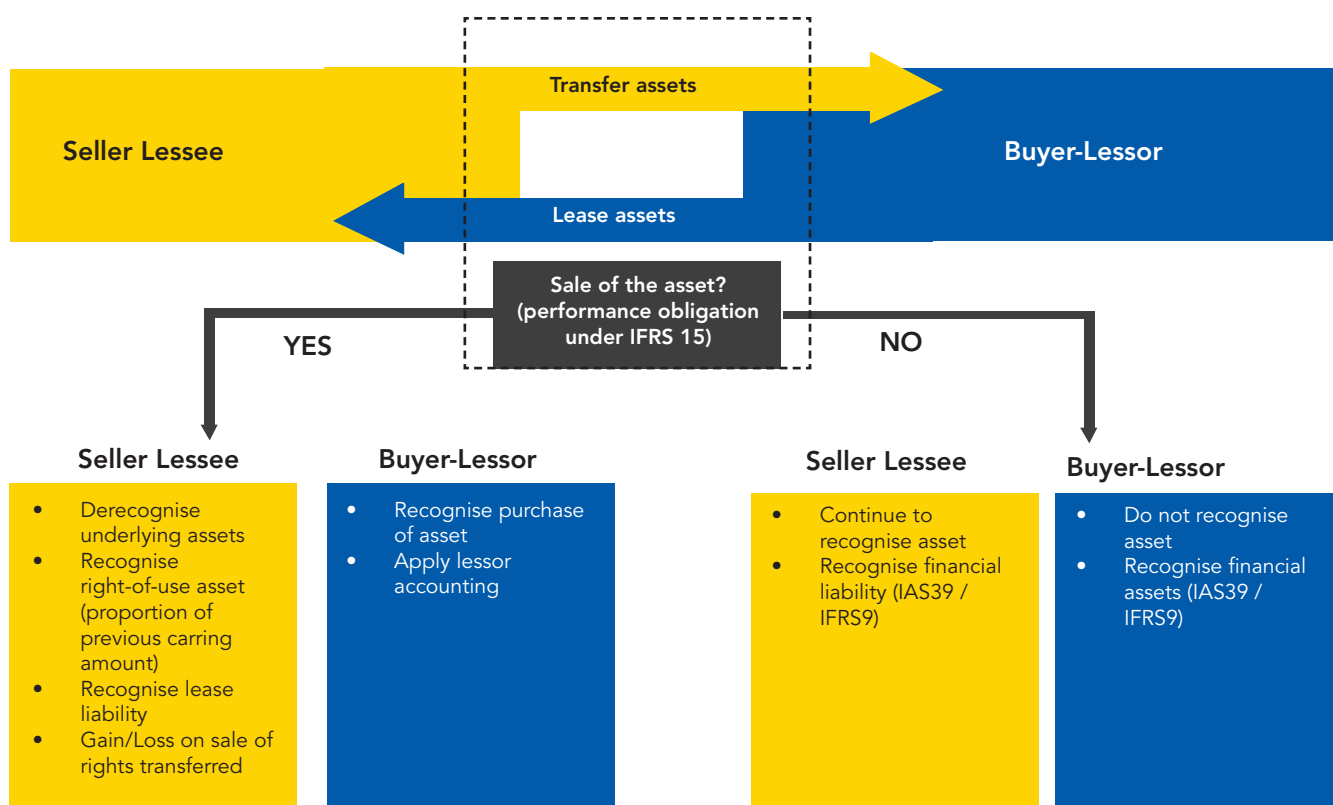 Transfer assets
Seller Lessee
Buyer-Lessor
Lease assets
Sale of the asset?
(performance obligation
under IFRS 15)
YES
NO
Seller Lessee
• Derecognise
underlying assets
• Recognise
right-of-use asset
(proportion of
previous carring
amount)
• Recognise lease
liability
• Gain/Loss on sale of
rights transferred
Buyer-Lessor
• Recognise purchase
of asset
• Apply lessor
accounting
Seller Lessee
• Continue to
recognise asset
• Recognise financial
liability (IAS39 /
IFRS9)
Buyer-Lessor
• Do not recognise
asset
• Recognise financial
assets (IAS39 /
IFRS9)